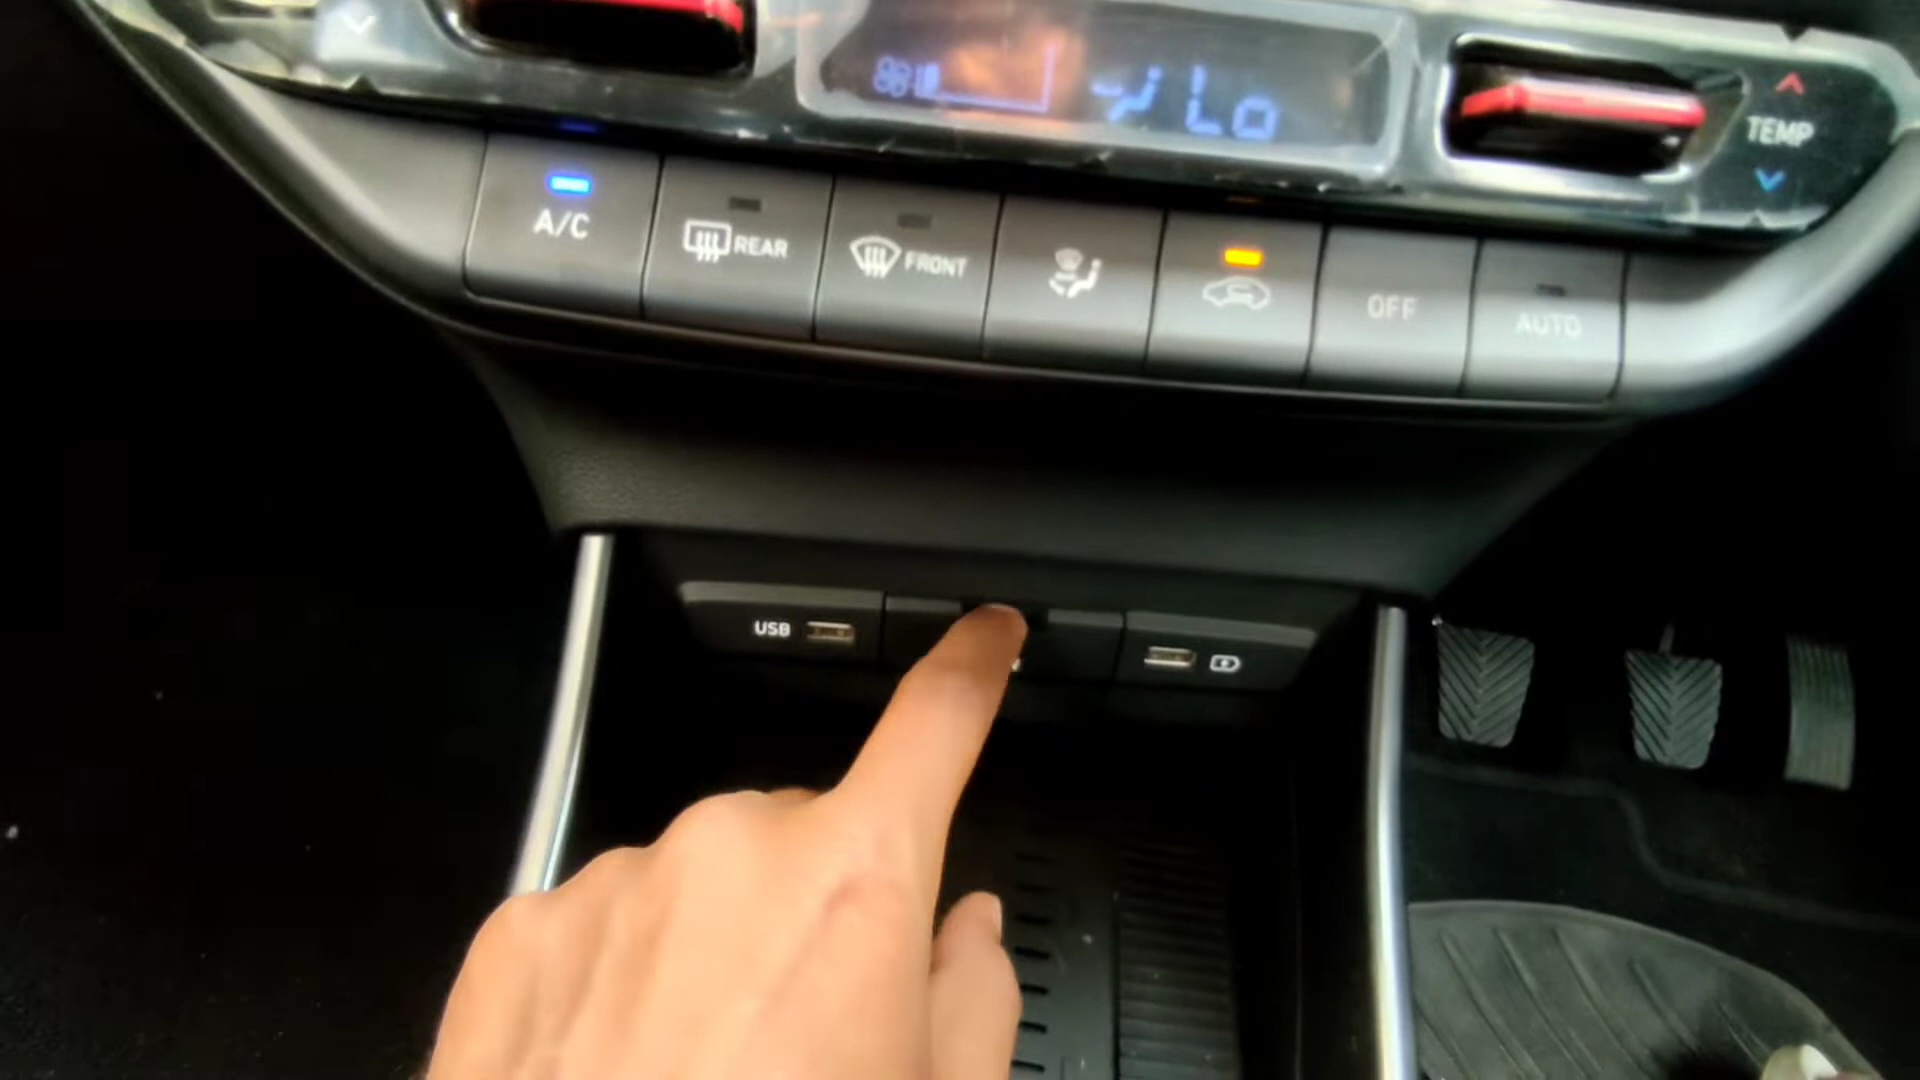 Lo
TEMP
A/C
REAR
FRONT
OFF
AUTO
USB